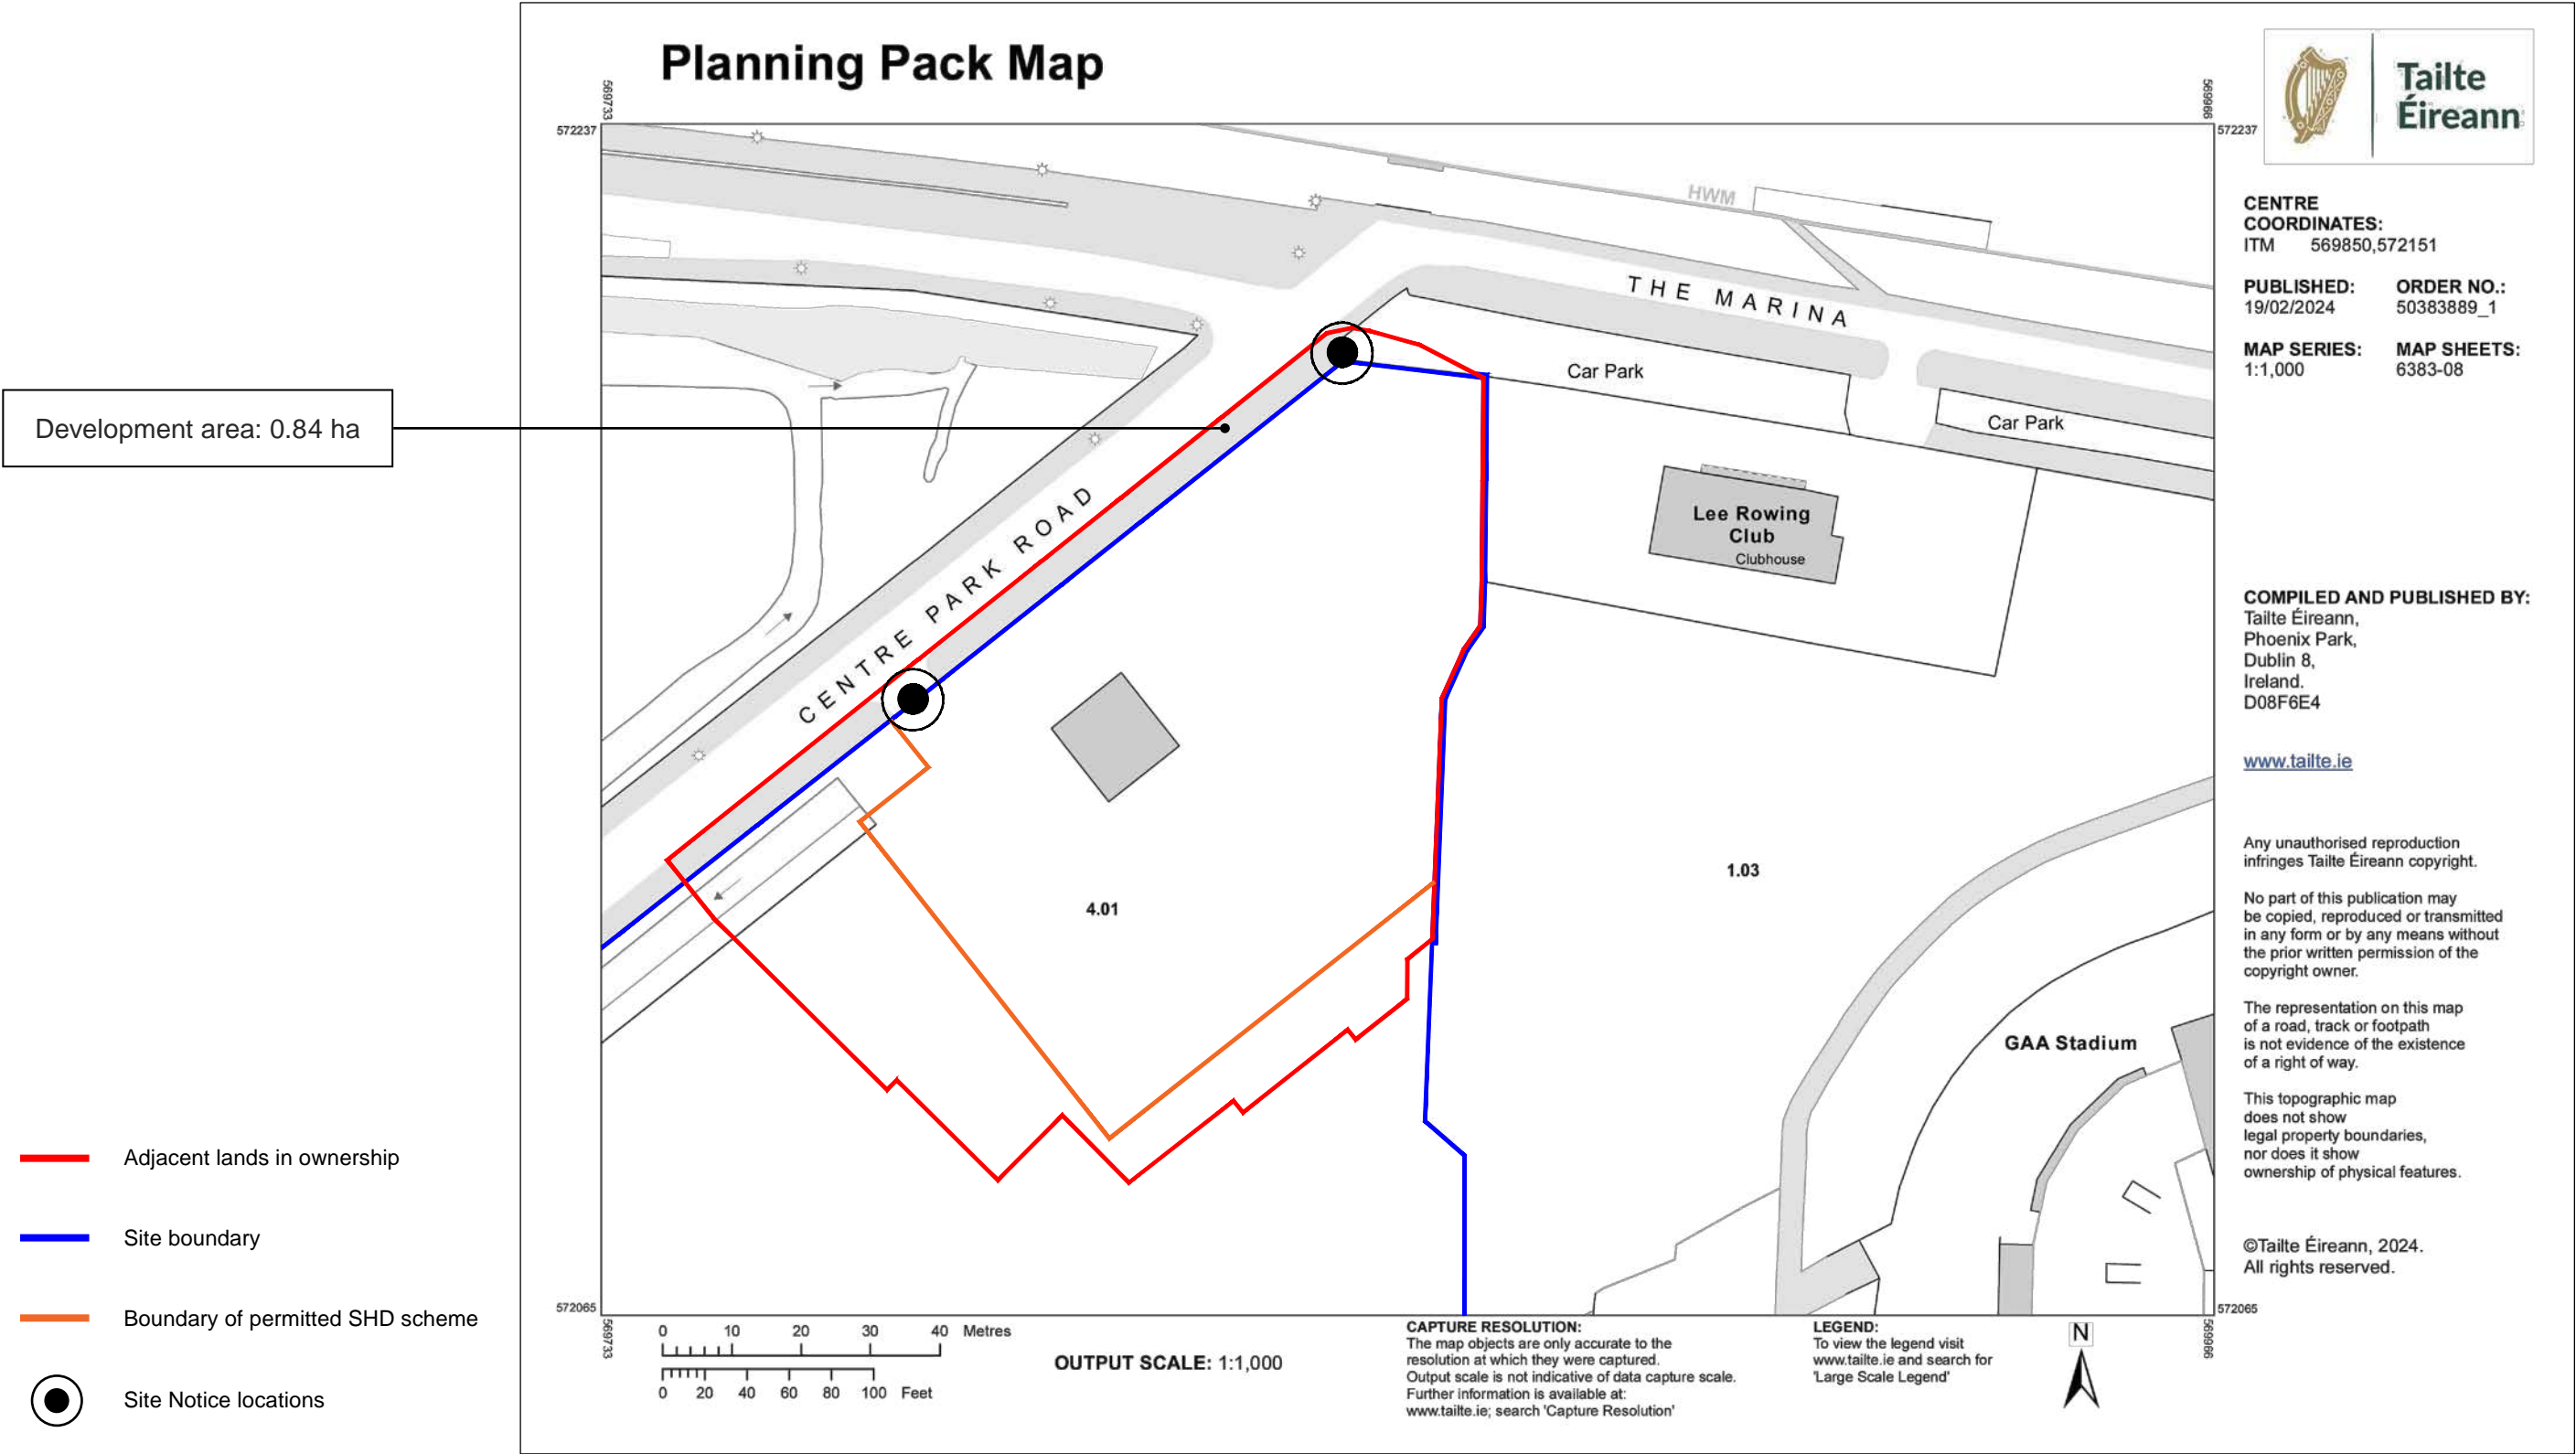 Planning Pack Map
Tailte
Éireann
569733
569966
572237
572237
HWM
THE MARINA
Car Park
Car Park
Development area: 0.84 ha
CENTRE PARK ROAD
Lee Rowing
Club
Clubhouse
1.03
4.01
GAA Stadium
572065
572065
569733
569966
CENTRE
COORDINATES:
ITM 569850,572151
PUBLISHED: ORDER NO.:
19/02/2024 50383889_1
MAP SERIES: MAP SHEETS:
1:1,000 6383-08
COMPILED AND PUBLISHED BY:
Tailte Éireann,
Phoenix Park,
Dublin 8,
Ireland.
D08F6E4
www.tailte.ie
Any unauthorised reproduction
infringes Tailte Éireann copyright.
No part of this publication may
be copied, reproduced or transmitted
in any form or by any means without
the prior written permission of the
copyright owner.
The representation on this map
of a road, track or footpath
is not evidence of the existence
of a right of way.
This topographic map
does not show
legal property boundaries,
nor does it show
ownership of physical features.
©Tailte Éireann, 2024.
All rights reserved.
Adjacent lands in ownership
Site boundary
Boundary of permitted SHD scheme
Site Notice locations
0 10 20 30 40 Metres
0 20 40 60 80 100 Feet
OUTPUT SCALE: 1:1,000
CAPTURE RESOLUTION:
The map objects are only accurate to the
resolution at which they were captured.
Output scale is not indicative of data capture scale.
Further information is available at:
www.tailte.ie; search 'Capture Resolution'
LEGEND:
To view the legend visit
www.tailte.ie and search for
'Large Scale Legend'
N